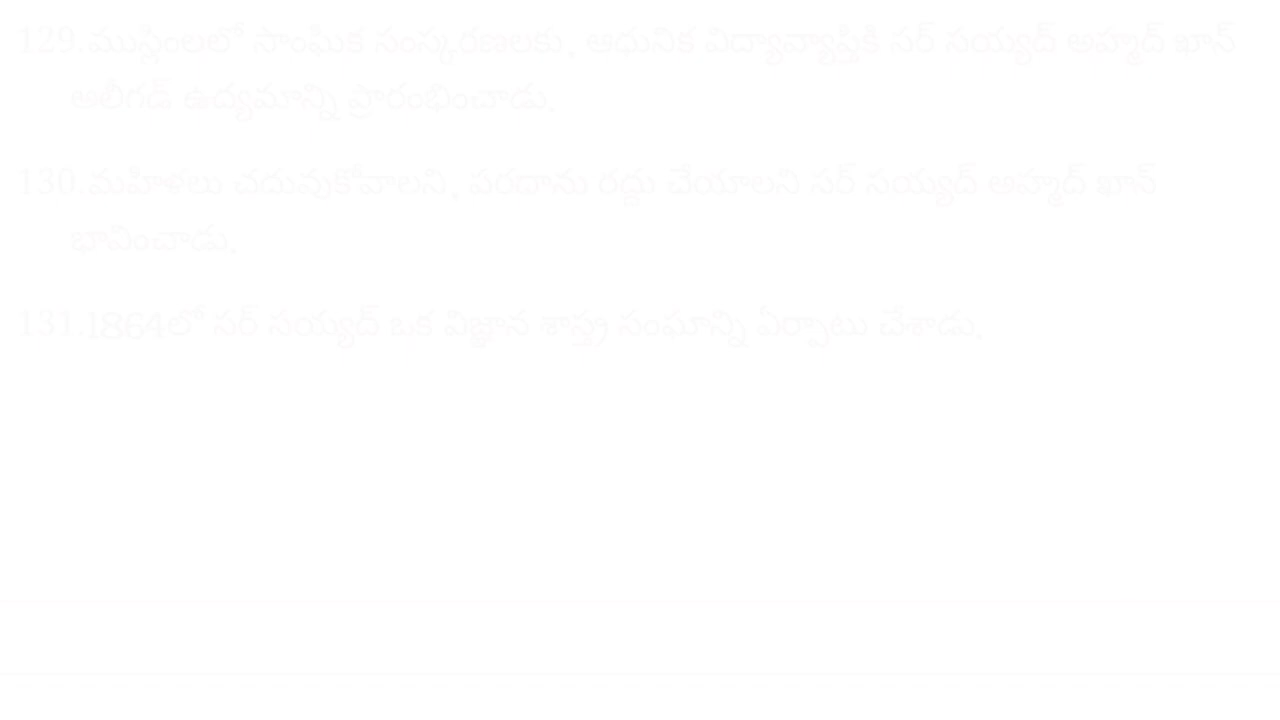 129.ముస్లింలలో సాంఘిక సంస్కరణలకు, ఆధునిక విద్యావ్యాప్తికి సర్ సయ్యద్ అహ్మద్ ఖాన్
అలీగడ్ ఉద్యమాన్ని ప్రారంభించాడు.
130.మహిళలు చదువుకోవాలని, పరదాను రద్దు చేయాలని సర్ సయ్యద్ అహ్మద్ ఖాన్
భావించాడు.
131.1864లో సర్ సయ్యద్ ఒక విజ్ఞాన శాస్త్ర సంఘాన్ని ఏర్పాటు చేశాడు.